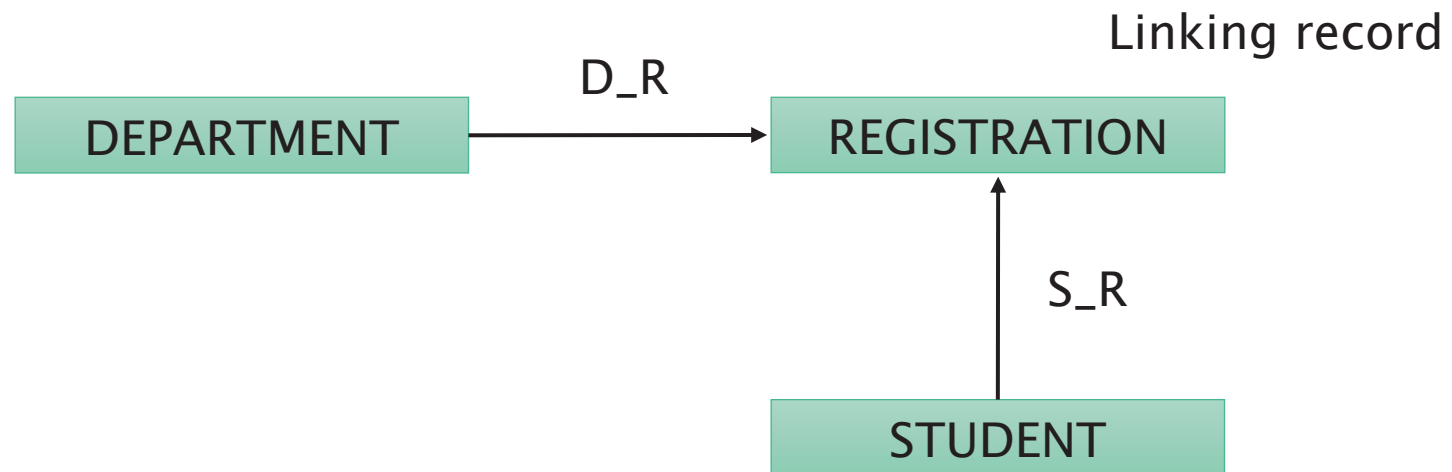 Linking record
D_R
DEPARTMENT
REGISTRATION
S_R
STUDENT